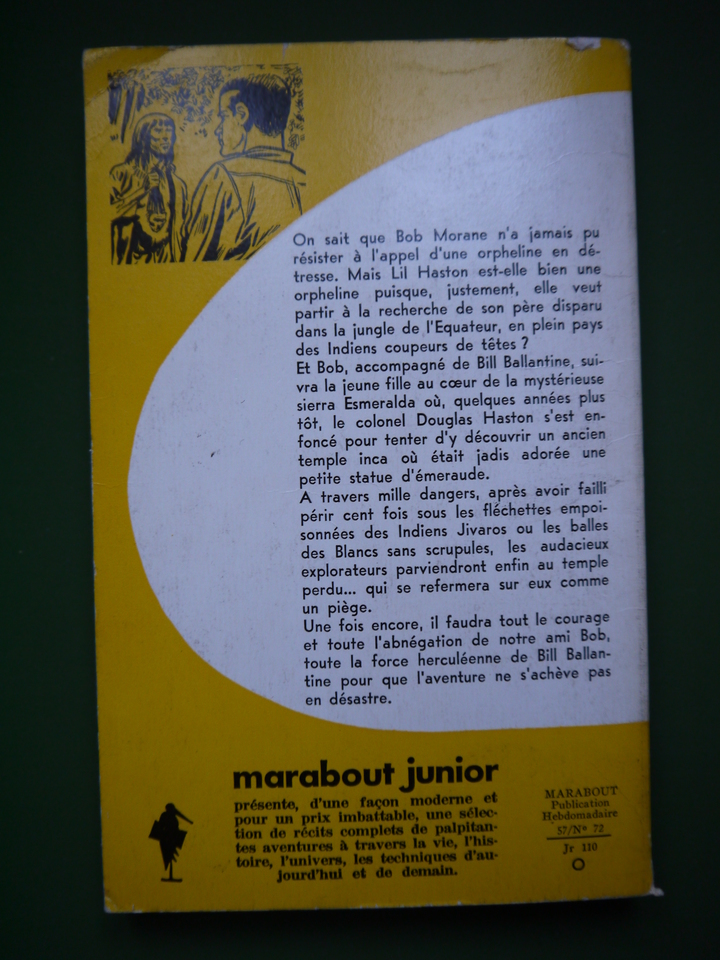 On sait que Bob Morane n'a jamais pu
résister à l'appel d'une orpheline en dé-
tresse. Mais Lil Haston est-elle bien une
orpheline puisque, justement, elle veut
partir à la recherche de son père disparu
dans la jungle de l'Equateur, en plein pays
des Indiens coupeurs de têtes ?
Et Bob, accompagné de Bill Ballantine, sui-
vra la jeune fille au cœur de la mystérieuse
sierra Esmeralda où, quelques années plus
tôt, le colonel Douglas Haston s'est en-
foncé pour tenter d'y découvrir un ancien
temple inca où était jadis adorée une
petite statue d'émeraude.
A travers mille dangers, après avoir failli
périr cent fois sous les fléchettes empoi-
sonnées des Indiens Jivaros ou les balles
des Blancs sans scrupules, les audacieux
explorateurs parviendront enfin au temple
perdu... qui se refermera sur eux comme
un piège.
Une fois encore, il faudra tout le courage
et toute l'abnégation de notre ami Bob,
toute la force herculéenne de Bill Ballan-
tine pour que l'aventure ne s'achève pas
en désastre.
marabout junior
présente, d'une façon moderne et
pour un prix imbattable, une sélec-
tion de récits complets de palpitan-
tes aventures à travers la vie, l'his-
toire, l'univers, les techniques d'au-
jourd'hui et de demain.
MARABOUT
Publication
Hebdomadaire
57/N° 72
Jr 110